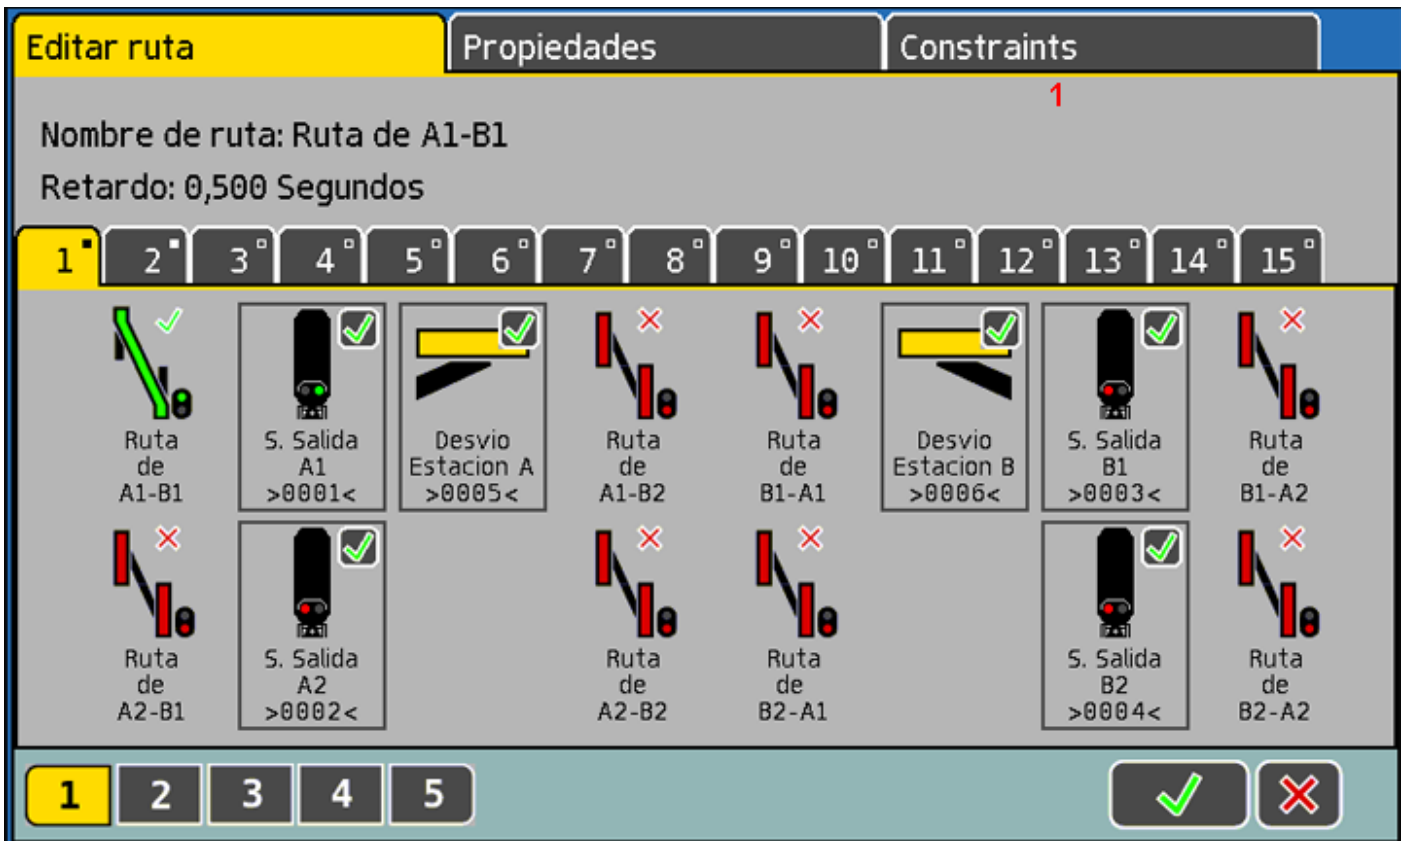 Editar ruta
Propiedades
Constraints
1
Nombre de ruta: Ruta de A1-B1
Retardo: 0,500 Segundos
1 2 3 4 5 6 7 8 9 10 11 12 13 14 15
Ruta
de
A1-B1
S. Salida
A1
>0001<
Desvio
Estacion A
>0005<
Ruta
de
A1-B2
Ruta
de
B1-A1
Desvio
Estacion B
>0006<
S. Salida
B1
>0003<
Ruta
de
B1-A2
Ruta
de
A2-B1
S. Salida
A2
>0002<
Ruta
de
A2-B2
Ruta
de
B2-A1
S. Salida
B2
>0004<
Ruta
de
B2-A2
1 2 3 4 5